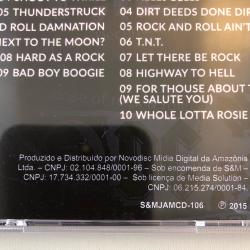 05 THUNDERSTRUCK
04 DIRT DEEDS DONE DIR
ND ROLL DAMNATION
05 ROCK AND ROLL AIN'T
NEXT TO THE MOON?
06 T.N.T.
08 HARD AS A ROCK
07 LET THERE BE ROCK
09 BAD BOY BOOGIE
08 HIGHWAY TO HELL
09 FOR THOUSE ABOUT T
(WE SALUTE YOU)
10 WHOLE LOTTA ROSIE
Produzido e Distribuído por Novodisc Mídia Digital da Amazônia
Ltda. – CNPJ: 02.104.848/0001-96 – Sob encomenda de S&M –
CNPJ: 17.734.332/0001-00 – Sob licença de Media Solution –
CNPJ: 06.215.274/0001-84.
S&MJAMCD-106
Ⓟ 2015